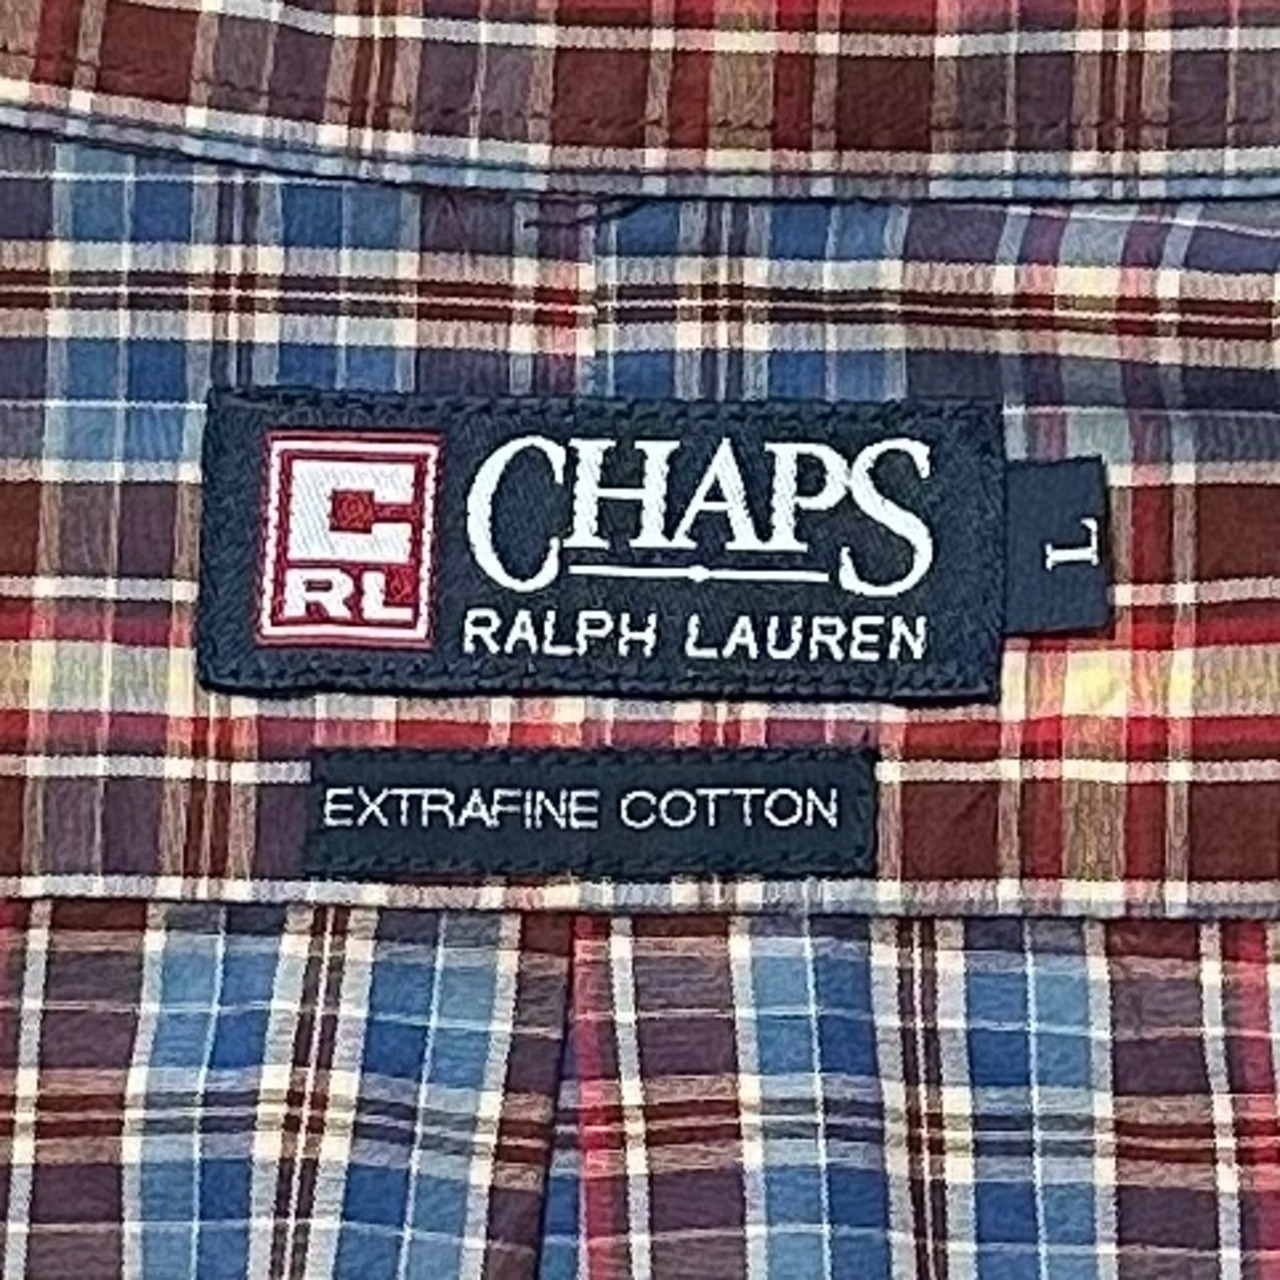 C
RL
CHAPS
RALPH LAUREN
L
EXTRAFINE COTTON